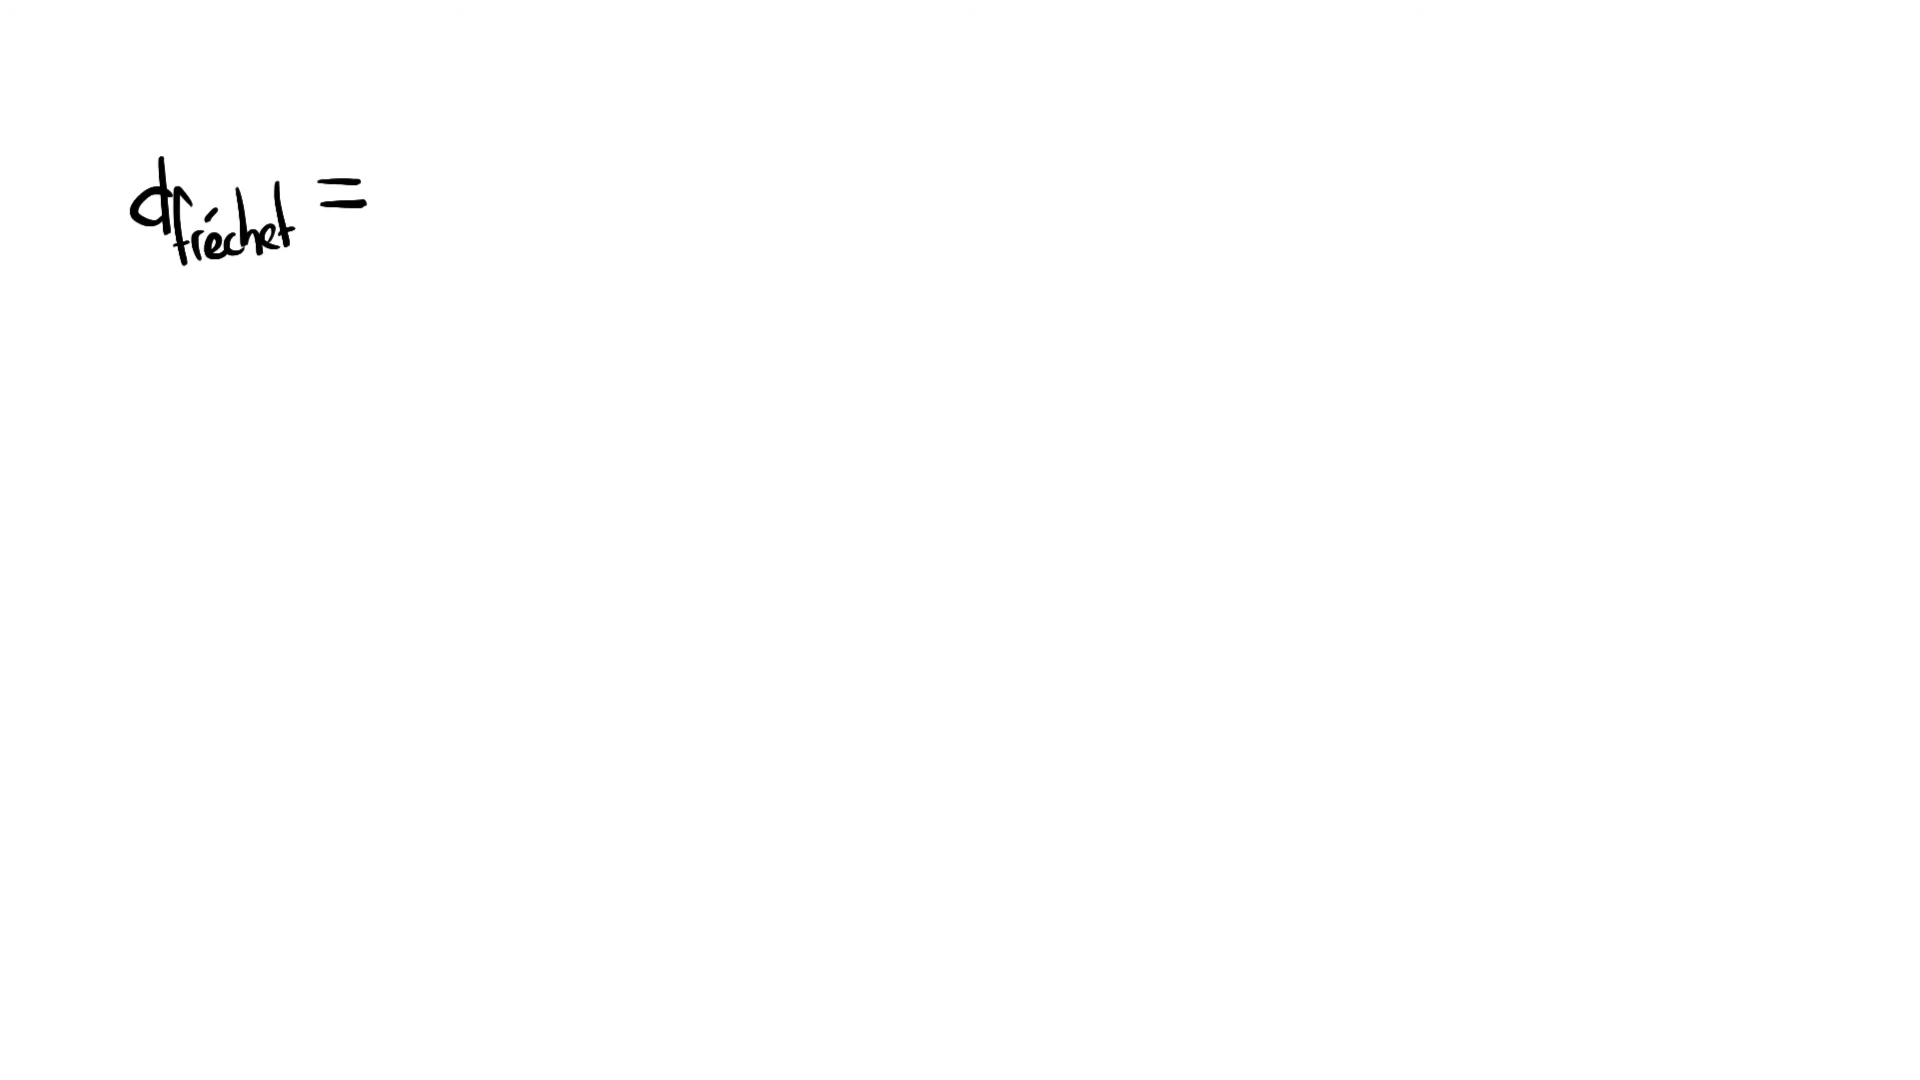 d_fréchet =